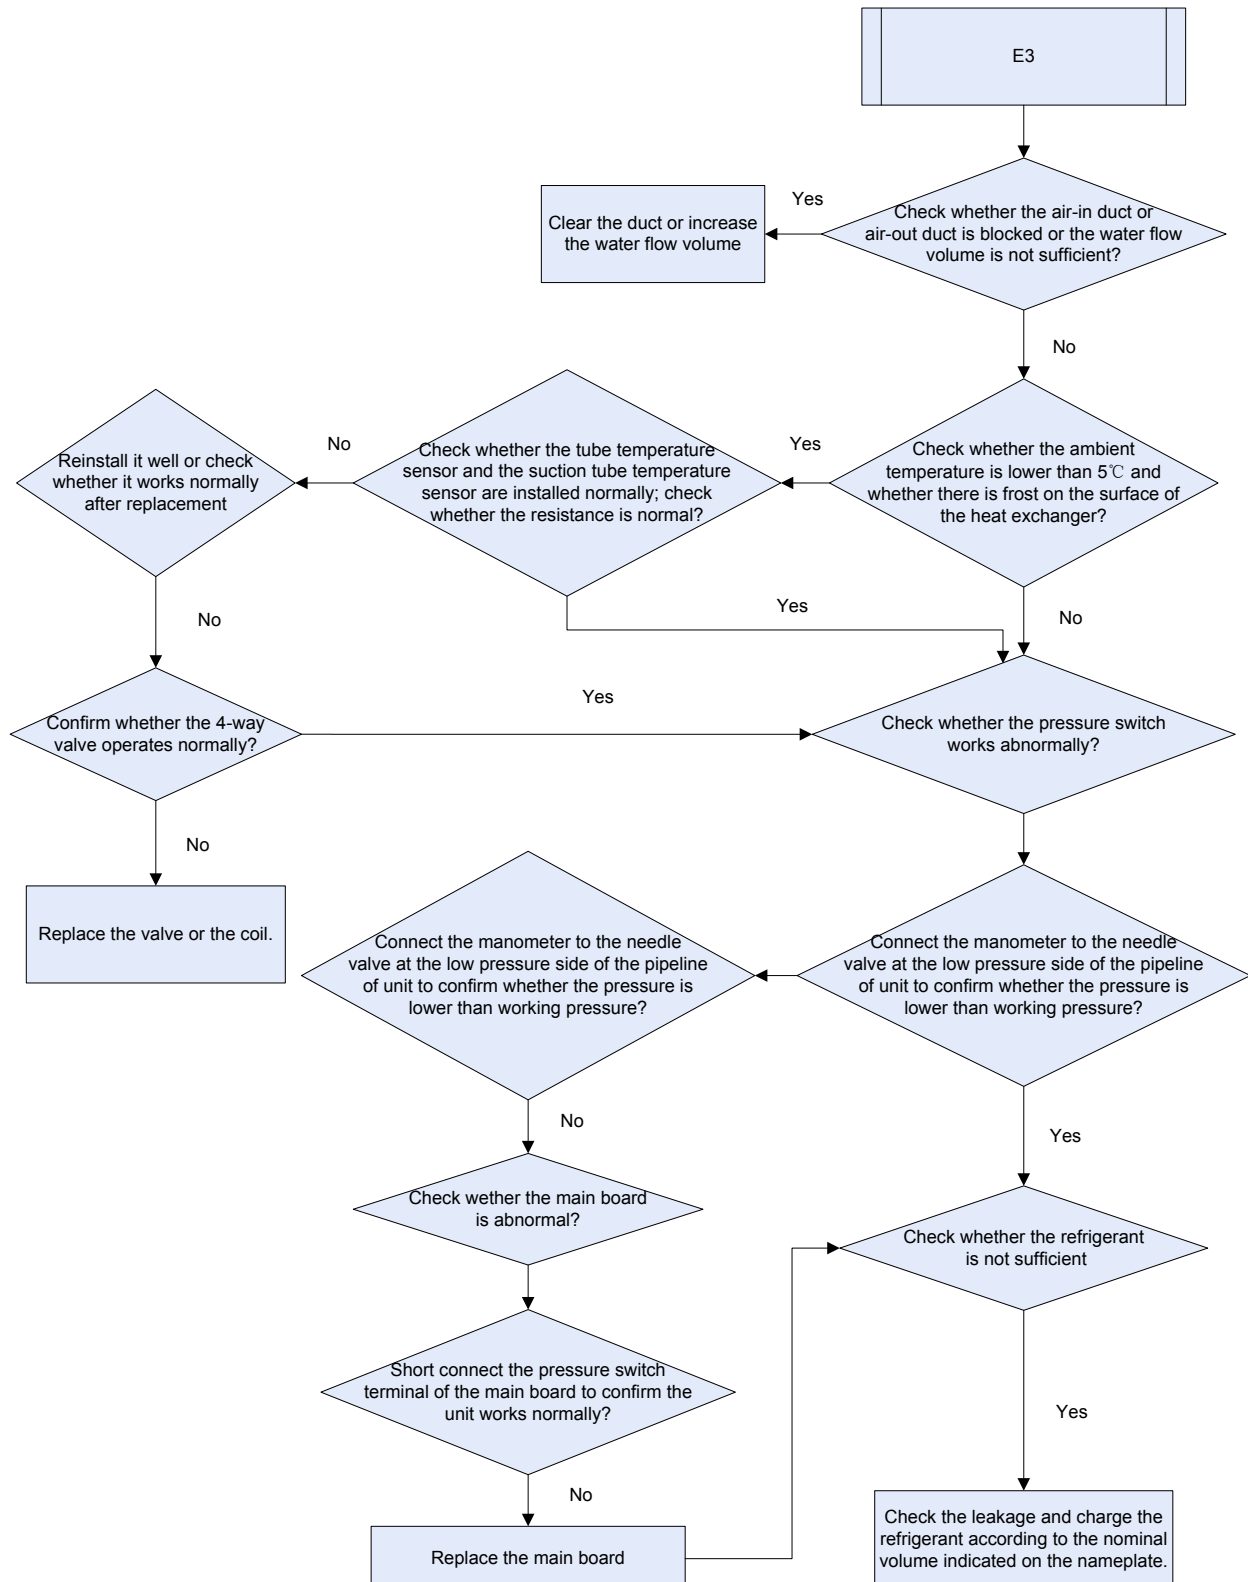 E3
Yes
Clear the duct or increase
the water flow volume
Check whether the air-in duct or
air-out duct is blocked or the water flow
volume is not sufficient?
No
Reinstall it well or check
whether it works normally
after replacement
No
Check whether the tube temperature
sensor and the suction tube temperature
sensor are installed normally; check
whether the resistance is normal?
Yes
Check whether the ambient
temperature is lower than 5℃ and
whether there is frost on the surface of
the heat exchanger?
No
Yes
No
Confirm whether the 4-way
valve operates normally?
Yes
Check whether the pressure switch
works abnormally?
No
Replace the valve or the coil.
Connect the manometer to the needle
valve at the low pressure side of the pipeline
of unit to confirm whether the pressure is
lower than working pressure?
Connect the manometer to the needle
valve at the low pressure side of the pipeline
of unit to confirm whether the pressure is
lower than working pressure?
No
Yes
Check wether the main board
is abnormal?
Check whether the refrigerant
is not sufficient
Short connect the pressure switch
terminal of the main board to confirm the
unit works normally?
Yes
No
Replace the main board
Check the leakage and charge the
refrigerant according to the nominal
volume indicated on the nameplate.